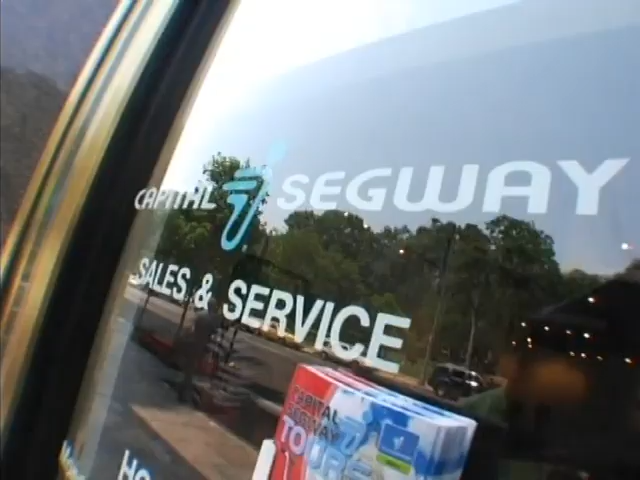 CAPITAL SEGWAY
SALES & SERVICE
CAPITAL
SEGWAY
TOURS